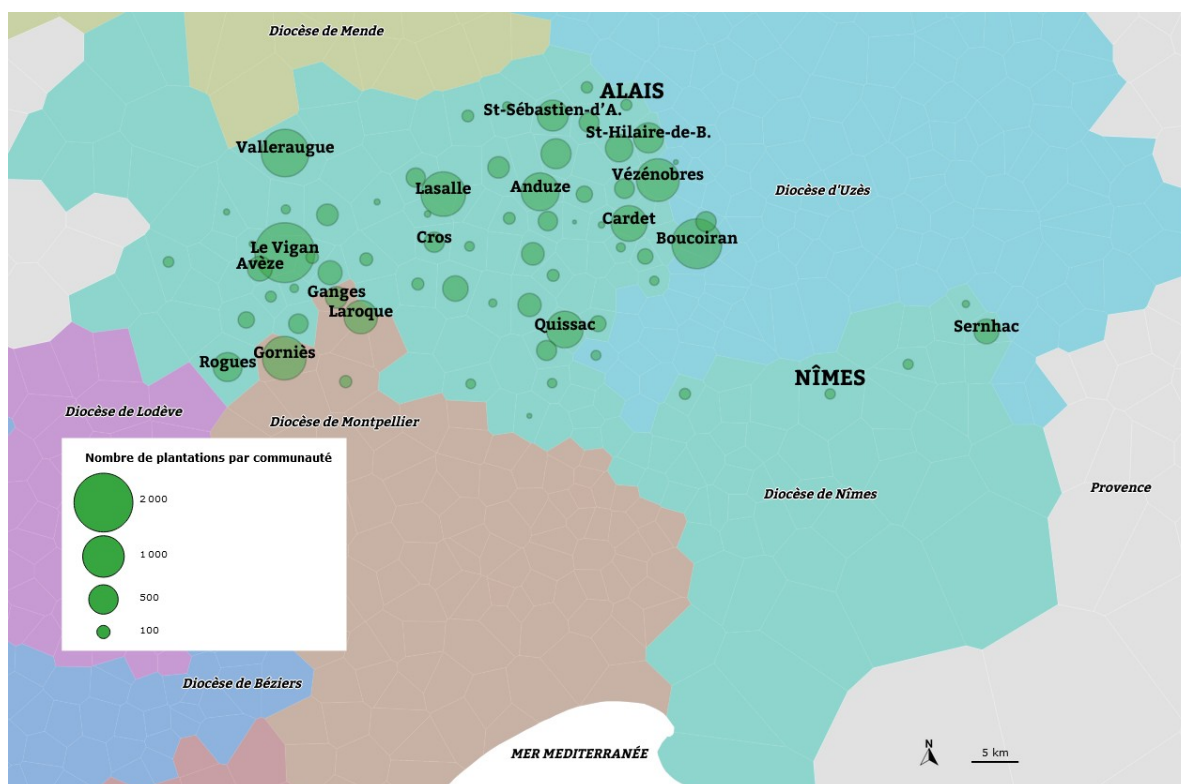 Diocèse de Mende
ALAIS
St-Sébastien-d'A.
St-Hilaire-de-B.
Valleraugue
Vézénobres
Lasalle
Anduze
Diocèse d'Uzès
Cardet
Cros
Boucoiran
Le Vigan
Avèze
Ganges
Laroque
Quissac
Sernhac
Gorniès
Rogues
NÎMES
Diocèse de Lodève
Diocèse de Montpellier
Nombre de plantations par communauté
2 000
1 000
500
100
Diocèse de Nîmes
Provence
Diocèse de Béziers
MER MEDITERRANÉE
N
5 km